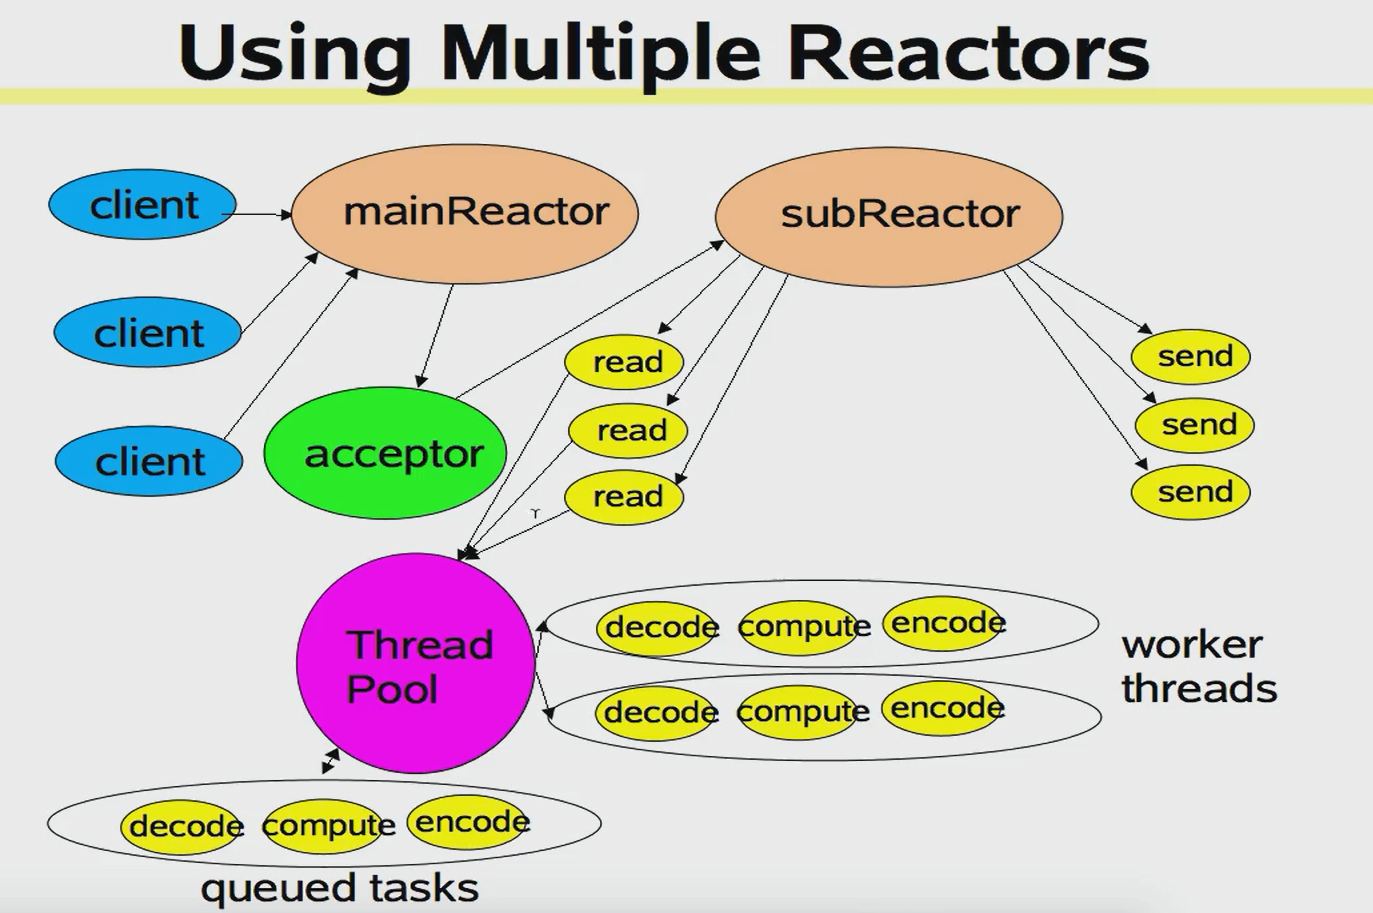 Using Multiple Reactors
client
mainReactor
subReactor
client
read
send
client
acceptor
read
send
read
send
Thread
Pool
decode compute encode
worker
threads
decode compute encode
decode compute encode
queued tasks